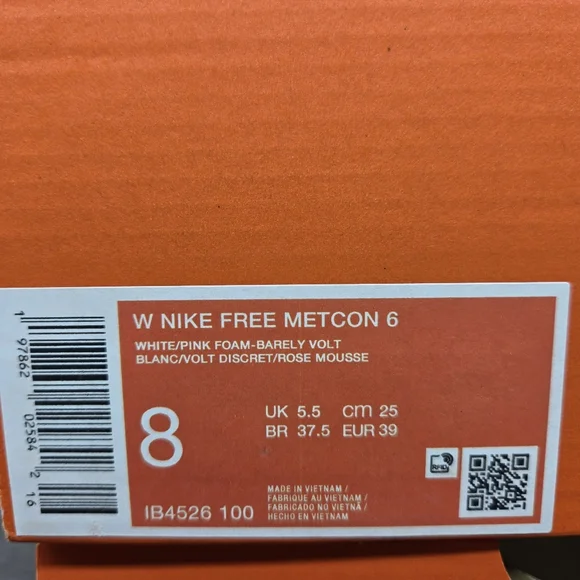 W NIKE FREE METCON 6
WHITE/PINK FOAM-BARELY VOLT
BLANC/VOLT DISCRET/ROSE MOUSSE
8
UK 5.5 cm 25
BR 37.5 EUR 39
MADE IN VIETNAM /
FABRIQUE AU VIETNAM /
FABRICADO NO VIETNÃ /
HECHO EN VIETNAM
IB4526 100
RFID
1 97862 02584 2 16